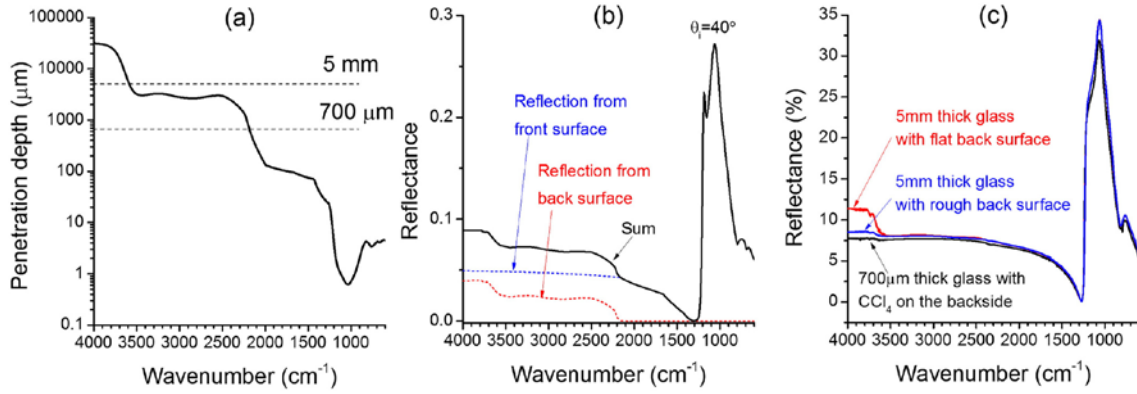 (a)
100000
10000
1000
100
10
1
0.1
5 mm
700 μm
Penetration depth (μm)
4000 3500 3000 2500 2000 1500 1000
Wavenumber (cm⁻¹)
(b)
θᵢ=40°
0.3
0.2
0.1
0.0
Reflectance
Reflection from
front surface
Reflection from
back surface
Sum
4000 3500 3000 2500 2000 1500 1000
Wavenumber (cm⁻¹)
(c)
35
30
25
20
15
10
5
0
Reflectance (%)
5mm thick glass
with flat back surface
5mm thick glass
with rough back surface
700μm thick glass with
CCl₄ on the backside
4000 3500 3000 2500 2000 1500 1000
Wavenumber (cm⁻¹)